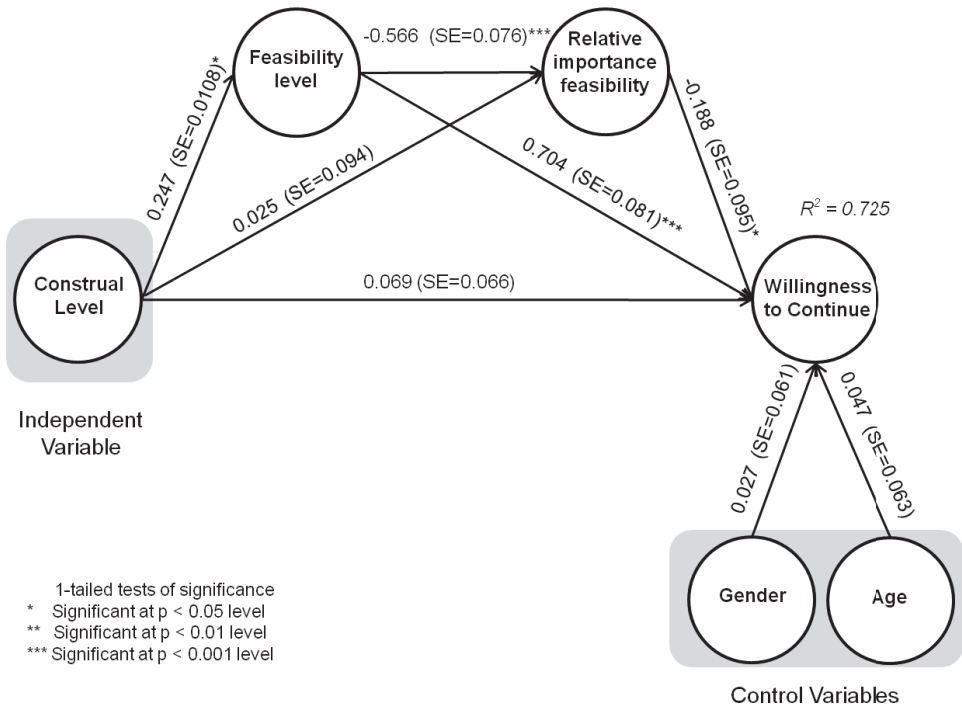 -0.566 (SE=0.076)***
Feasibility
level
Relative
importance
feasibility
0.247 (SE=0.0108)*
0.025 (SE=0.094)
0.704 (SE=0.081)***
-0.188 (SE=0.095)*
R² = 0.725
Construal
Level
0.069 (SE=0.066)
Willingness
to Continue
Independent
Variable
0.027 (SE=0.061)
0.047 (SE=0.063)
Gender
Age
1-tailed tests of significance
* Significant at p < 0.05 level
** Significant at p < 0.01 level
*** Significant at p < 0.001 level
Control Variables